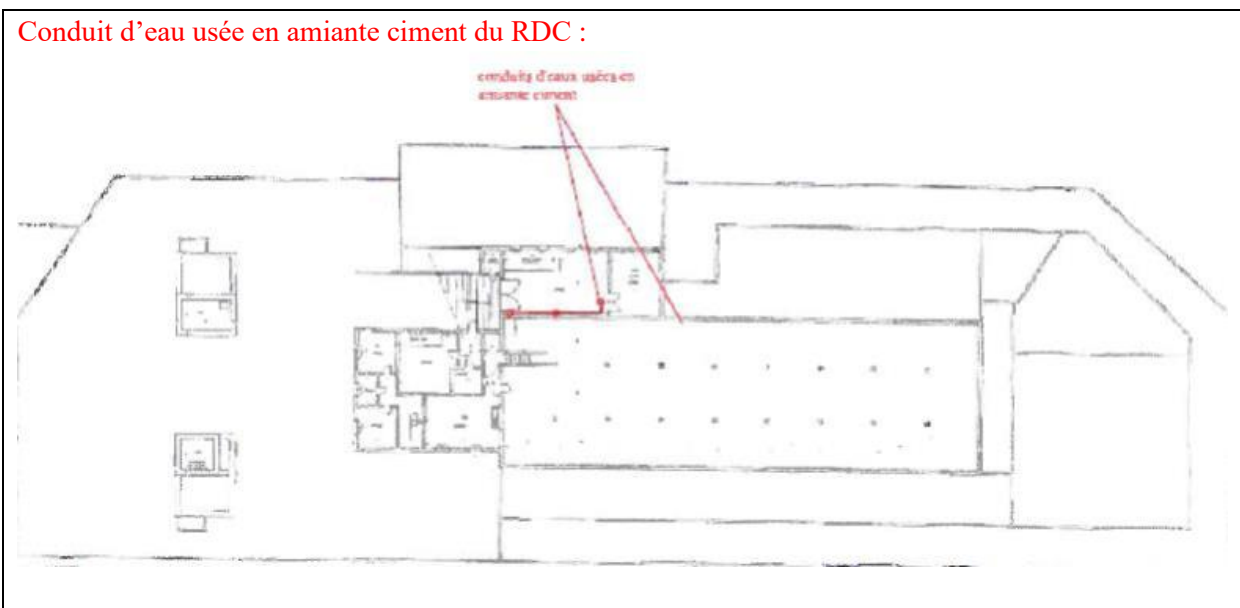 Conduit d’eau usée en amiante ciment du RDC :
conduits d'eaux usées en
amiante ciment